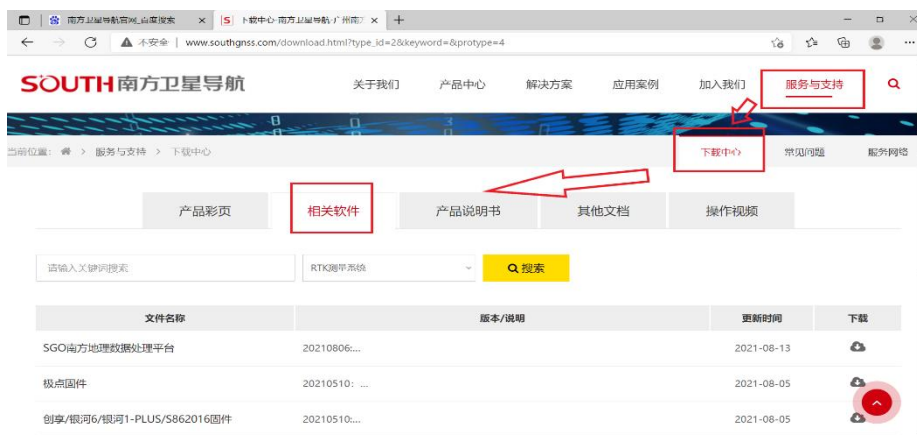 南方卫星导航官网_百度搜索
下载中心-南方卫星导航-广州南
不安全 | www.southgnss.com/download.html?type_id=2&keyword=&protype=4
SOUTH南方卫星导航 关于我们 产品中心 解决方案 应用案例 加入我们 服务与支持
当前位置: > 服务与支持 > 下载中心 下载中心 常见问题 服务网络
产品彩页 相关软件 产品说明书 其他文档 操作视频
请输入关键词搜索 RTK测量系统 搜索
文件名称 版本/说明 更新时间 下载
SGO南方地理数据处理平台 20210806:... 2021-08-13
极点固件 20210510: ... 2021-08-05
创享/银河6/银河1-PLUS/S862016固件 20210510:... 2021-08-05